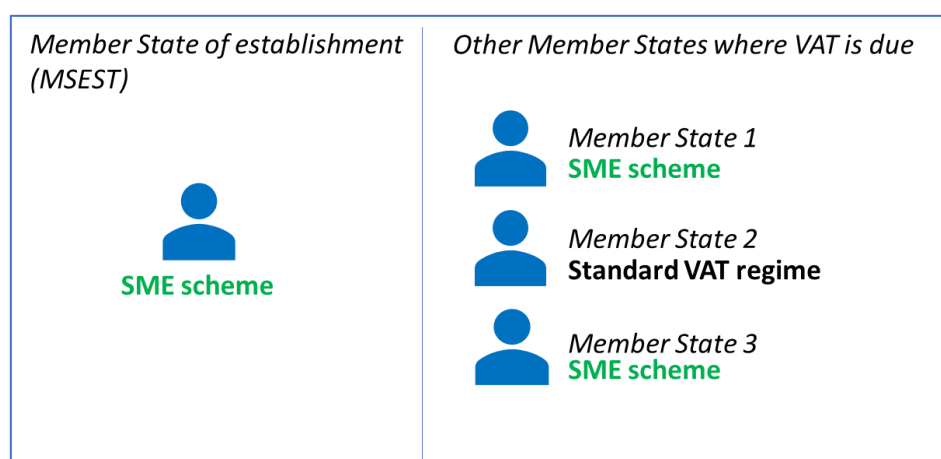 Member State of establishment
(MSEST)
SME scheme
Other Member States where VAT is due
Member State 1
SME scheme
Member State 2
Standard VAT regime
Member State 3
SME scheme